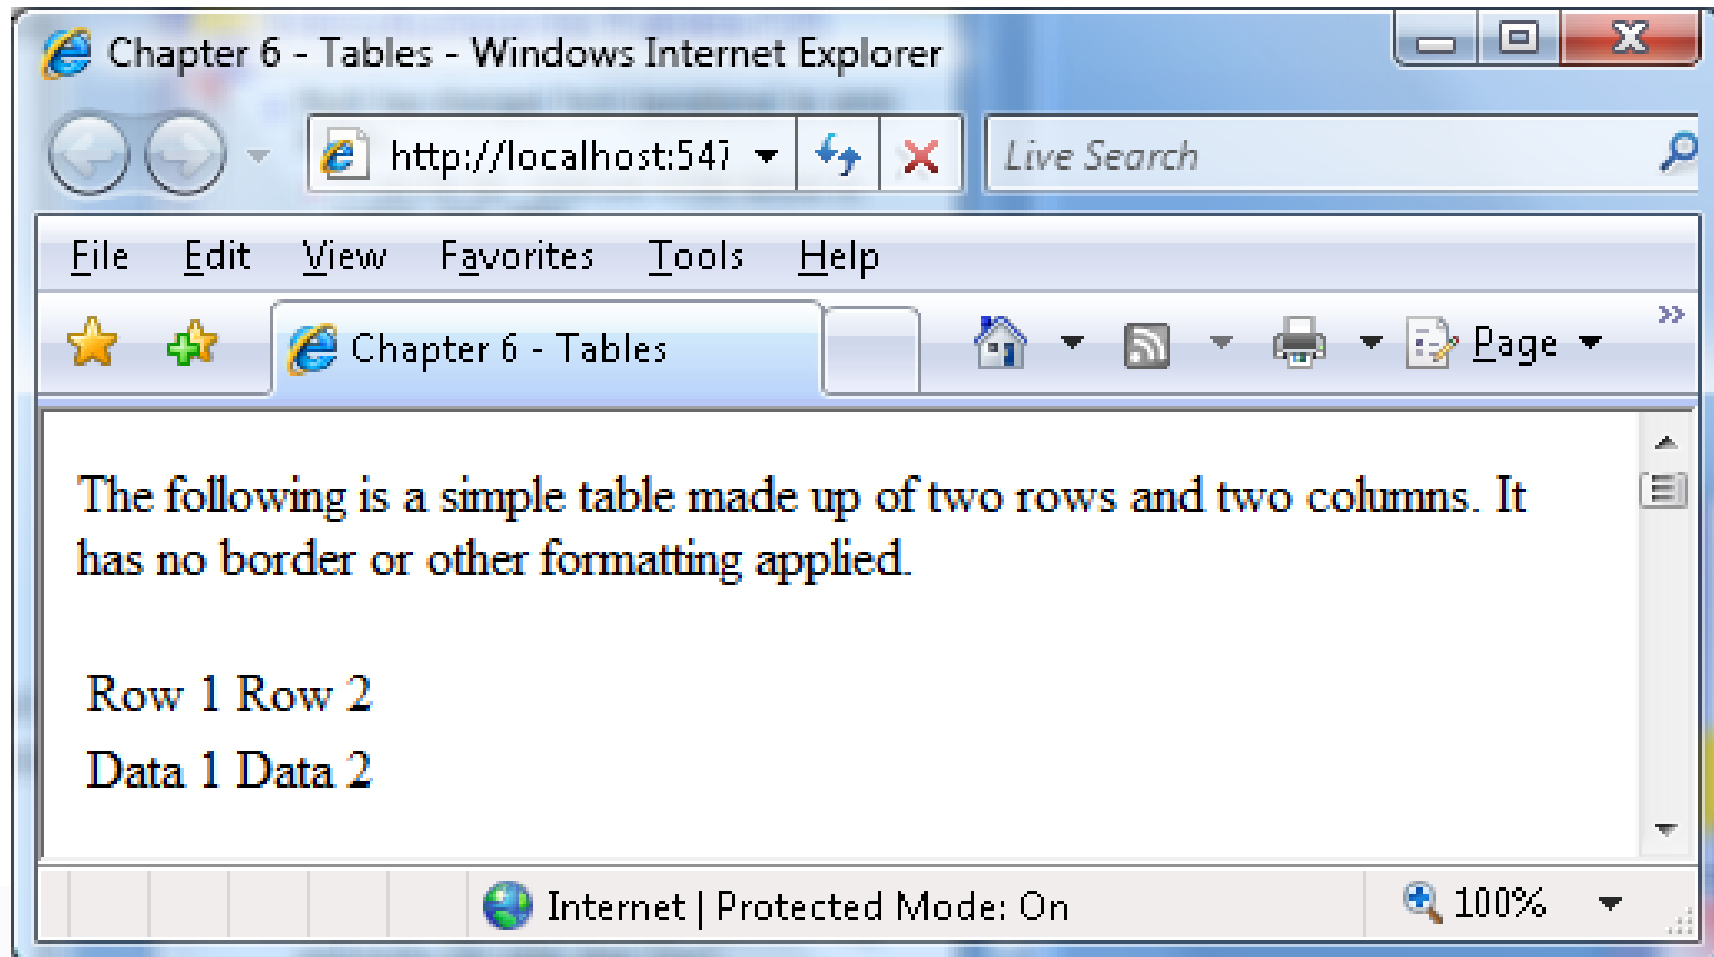 Chapter 6 - Tables - Windows Internet Explorer
http://localhost:547 Live Search
File Edit View Favorites Tools Help
Chapter 6 - Tables Page
The following is a simple table made up of two rows and two columns. It
has no border or other formatting applied.
Row 1 Row 2
Data 1 Data 2
Internet | Protected Mode: On 100%